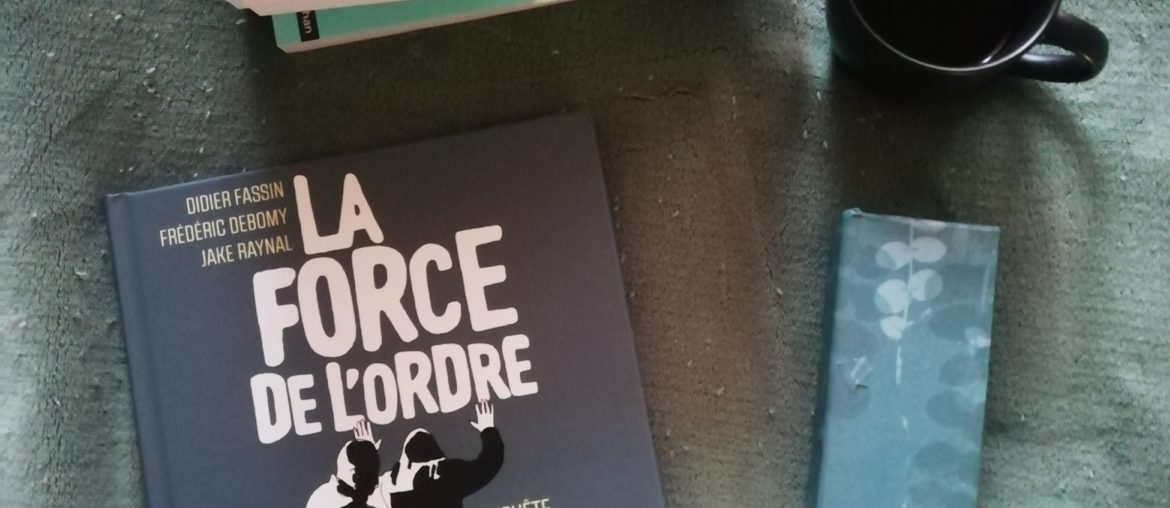 DIDIER FASSIN
FRÉDÉRIC DEBOMY
JAKE RAYNAL
LA
FORCE
DE L'ORDRE